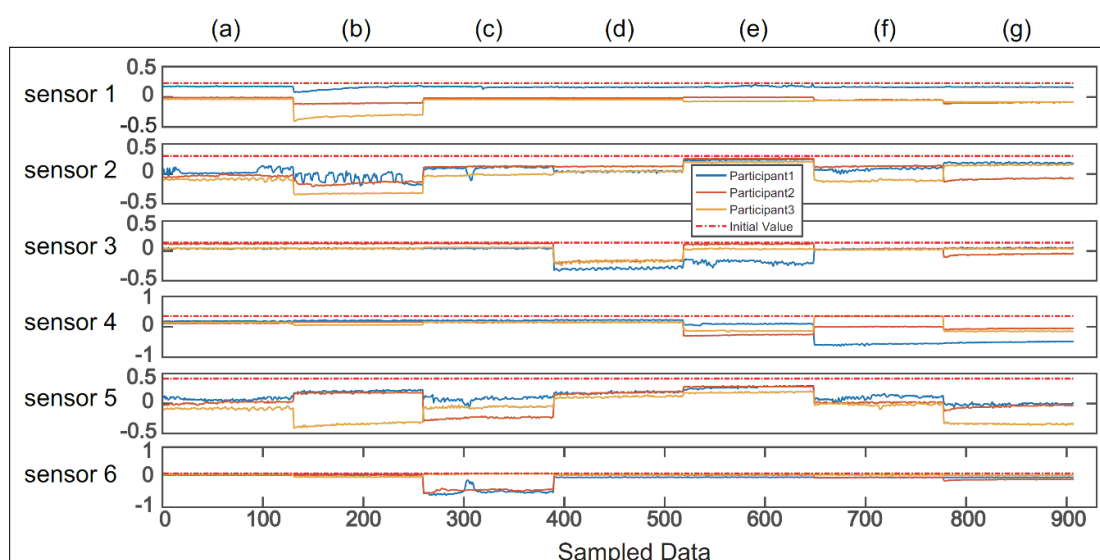 (a) (b) (c) (d) (e) (f) (g)
sensor 1
0.5
0
-0.5
sensor 2
0.5
0
-0.5
Participant1
Participant2
Participant3
Initial Value
sensor 3
0.5
0
-0.5
sensor 4
1
0
-1
sensor 5
0.5
0
-0.5
sensor 6
1
0
-1
0 100 200 300 400 500 600 700 800 900
Sampled Data